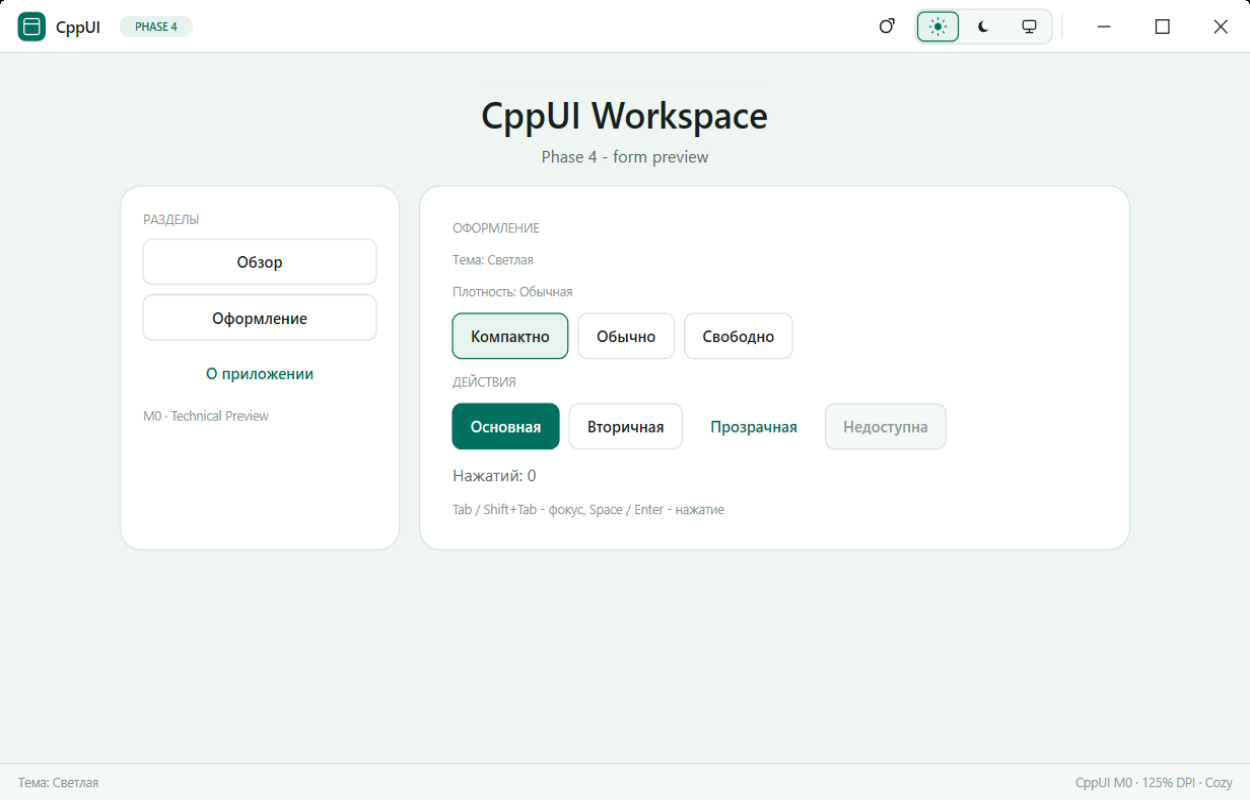 CppUI PHASE 4
CppUI Workspace
Phase 4 - form preview
РАЗДЕЛЫ
Обзор
Оформление
О приложении
M0 · Technical Preview
ОФОРМЛЕНИЕ
Тема: Светлая
Плотность: Обычная
Компактно Обычно Свободно
ДЕЙСТВИЯ
Основная Вторичная Прозрачная Недоступна
Нажатий: 0
Tab / Shift+Tab - фокус, Space / Enter - нажатие
Тема: Светлая CppUI M0 · 125% DPI · Cozy